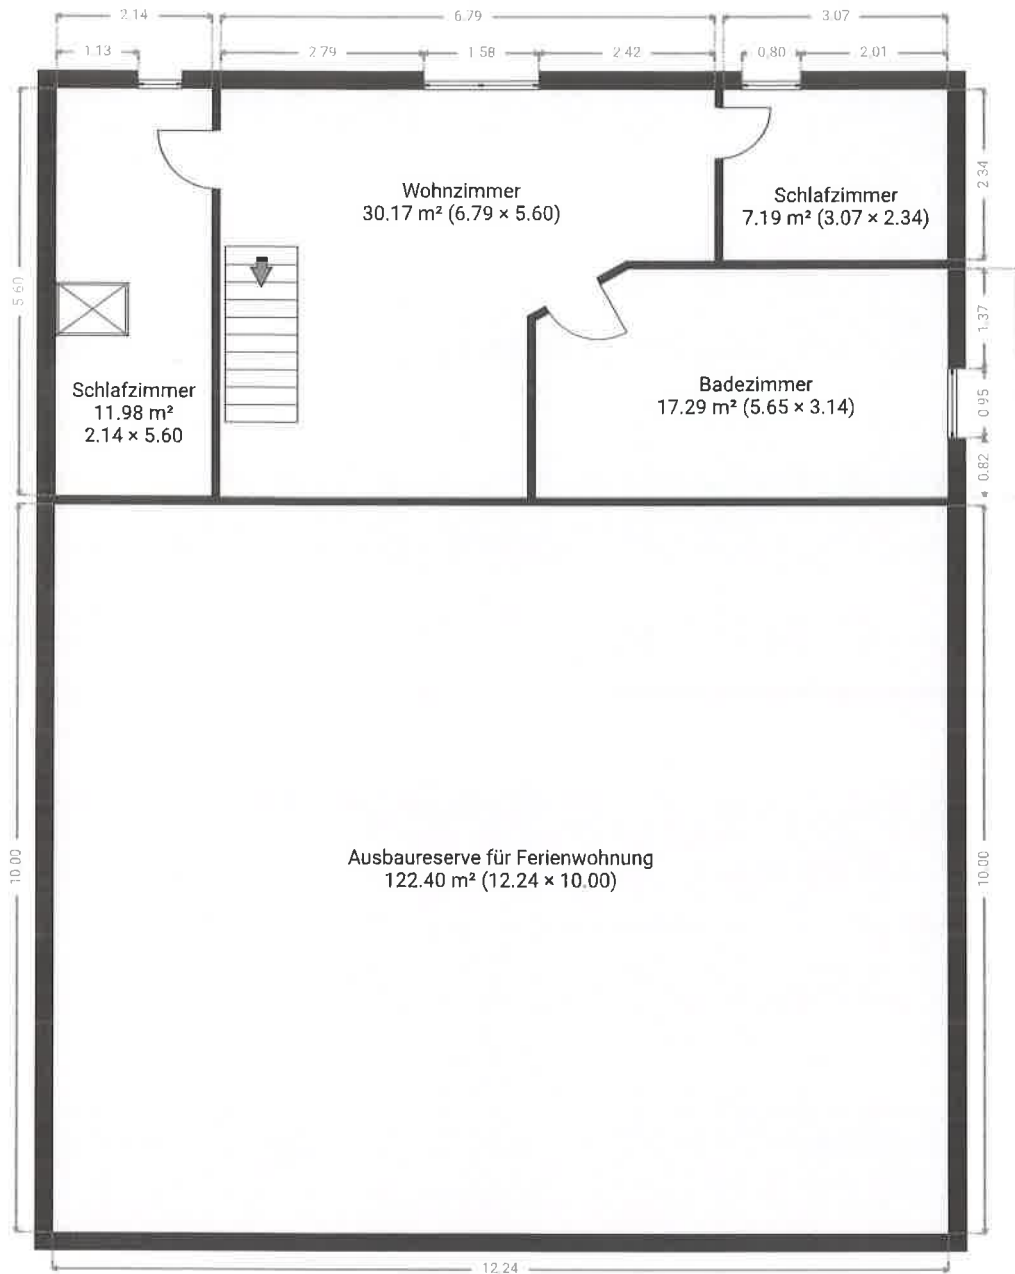 2.14
6.79
3.07
1.13
2.79
1.58
2.42
0.80
2.01
Wohnzimmer
30.17 m² (6.79 × 5.60)
Schlafzimmer
7.19 m² (3.07 × 2.34)
2.34
5.60
1.37
Schlafzimmer
11.98 m²
2.14 × 5.60
Badezimmer
17.29 m² (5.65 × 3.14)
0.95
0.82
Ausbaureserve für Ferienwohnung
122.40 m² (12.24 × 10.00)
10.00
10.00
12.24